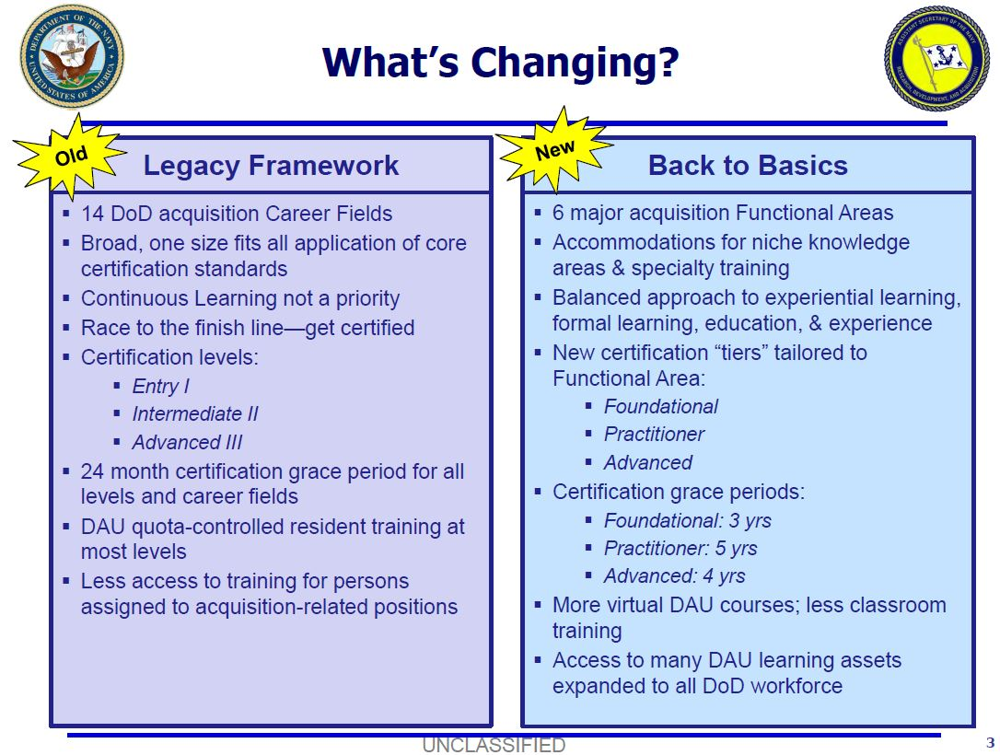 DEPARTMENT OF THE NAVY
UNITED STATES OF AMERICA
What's Changing?
ASSISTANT SECRETARY OF THE NAVY
RESEARCH, DEVELOPMENT, AND ACQUISITION
Old
Legacy Framework
▪ 14 DoD acquisition Career Fields
▪ Broad, one size fits all application of core
certification standards
▪ Continuous Learning not a priority
▪ Race to the finish line—get certified
▪ Certification levels:
▪ Entry I
▪ Intermediate II
▪ Advanced III
▪ 24 month certification grace period for all
levels and career fields
▪ DAU quota-controlled resident training at
most levels
▪ Less access to training for persons
assigned to acquisition-related positions
New
Back to Basics
▪ 6 major acquisition Functional Areas
▪ Accommodations for niche knowledge
areas & specialty training
▪ Balanced approach to experiential learning,
formal learning, education, & experience
▪ New certification “tiers” tailored to
Functional Area:
▪ Foundational
▪ Practitioner
▪ Advanced
▪ Certification grace periods:
▪ Foundational: 3 yrs
▪ Practitioner: 5 yrs
▪ Advanced: 4 yrs
▪ More virtual DAU courses; less classroom
training
▪ Access to many DAU learning assets
expanded to all DoD workforce
UNCLASSIFIED
3